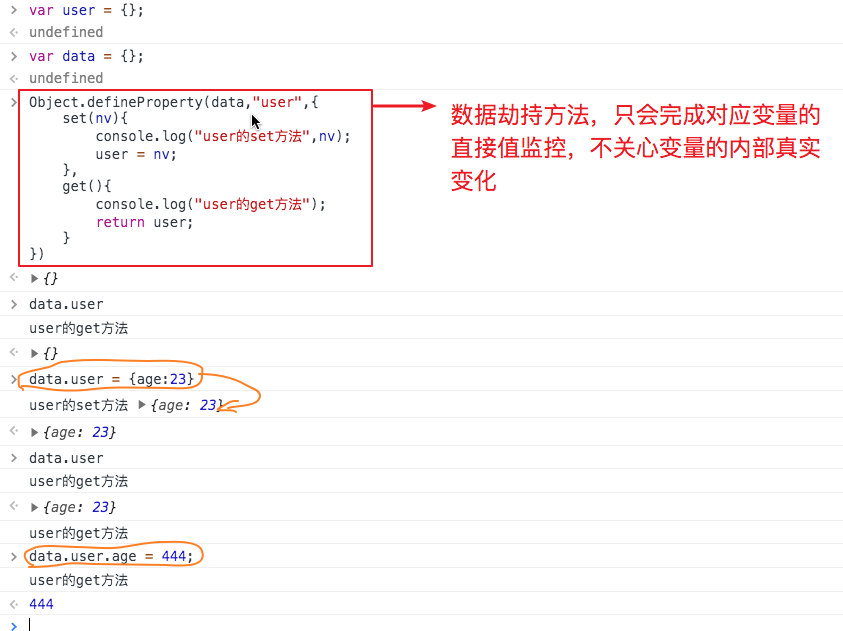 > var user = {};
undefined
> var data = {};
undefined
> Object.defineProperty(data,"user",{
set(nv){
console.log("user的set方法",nv);
user = nv;
},
get(){
console.log("user的get方法");
return user;
}
})
数据劫持方法，只会完成对应变量的
直接值监控，不关心变量的内部真实
变化
▶{}
> data.user
user的get方法
▶{}
> data.user = {age:23}
user的set方法 ▶{age: 23}
▶{age: 23}
> data.user
user的get方法
▶{age: 23}
user的get方法
> data.user.age = 444;
user的get方法
444
>